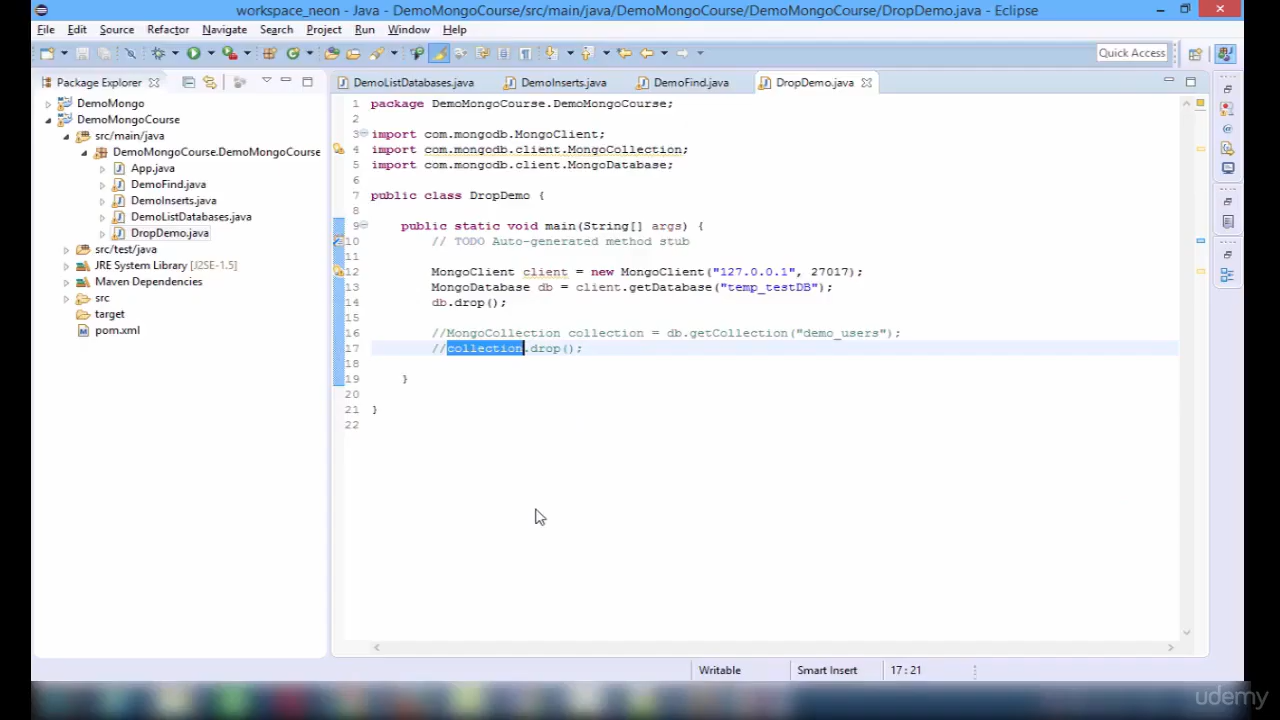 workspace_neon - Java - DemoMongoCourse/src/main/java/DemoMongoCourse/DemoMongoCourse/DropDemo.java - Eclipse
File Edit Source Refactor Navigate Search Project Run Window Help
Quick Access
Package Explorer
DemoMongo
DemoMongoCourse
src/main/java
DemoMongoCourse.DemoMongoCourse
App.java
DemoFind.java
DemoInserts.java
DemoListDatabases.java
DropDemo.java
src/test/java
JRE System Library [J2SE-1.5]
Maven Dependencies
src
target
pom.xml
DemoListDatabases.java DemoInserts.java DemoFind.java DropDemo.java
1 package DemoMongoCourse.DemoMongoCourse;
2
3 import com.mongodb.MongoClient;
4 import com.mongodb.client.MongoCollection;
5 import com.mongodb.client.MongoDatabase;
6
7 public class DropDemo {
8
9 public static void main(String[] args) {
10 // TODO Auto-generated method stub
11
12 MongoClient client = new MongoClient("127.0.0.1", 27017);
13 MongoDatabase db = client.getDatabase("temp_testDB");
14 db.drop();
15
16 //MongoCollection collection = db.getCollection("demo_users");
17 //collection.drop();
18
19 }
20
21 }
22
Writable Smart Insert 17 : 21
udemy